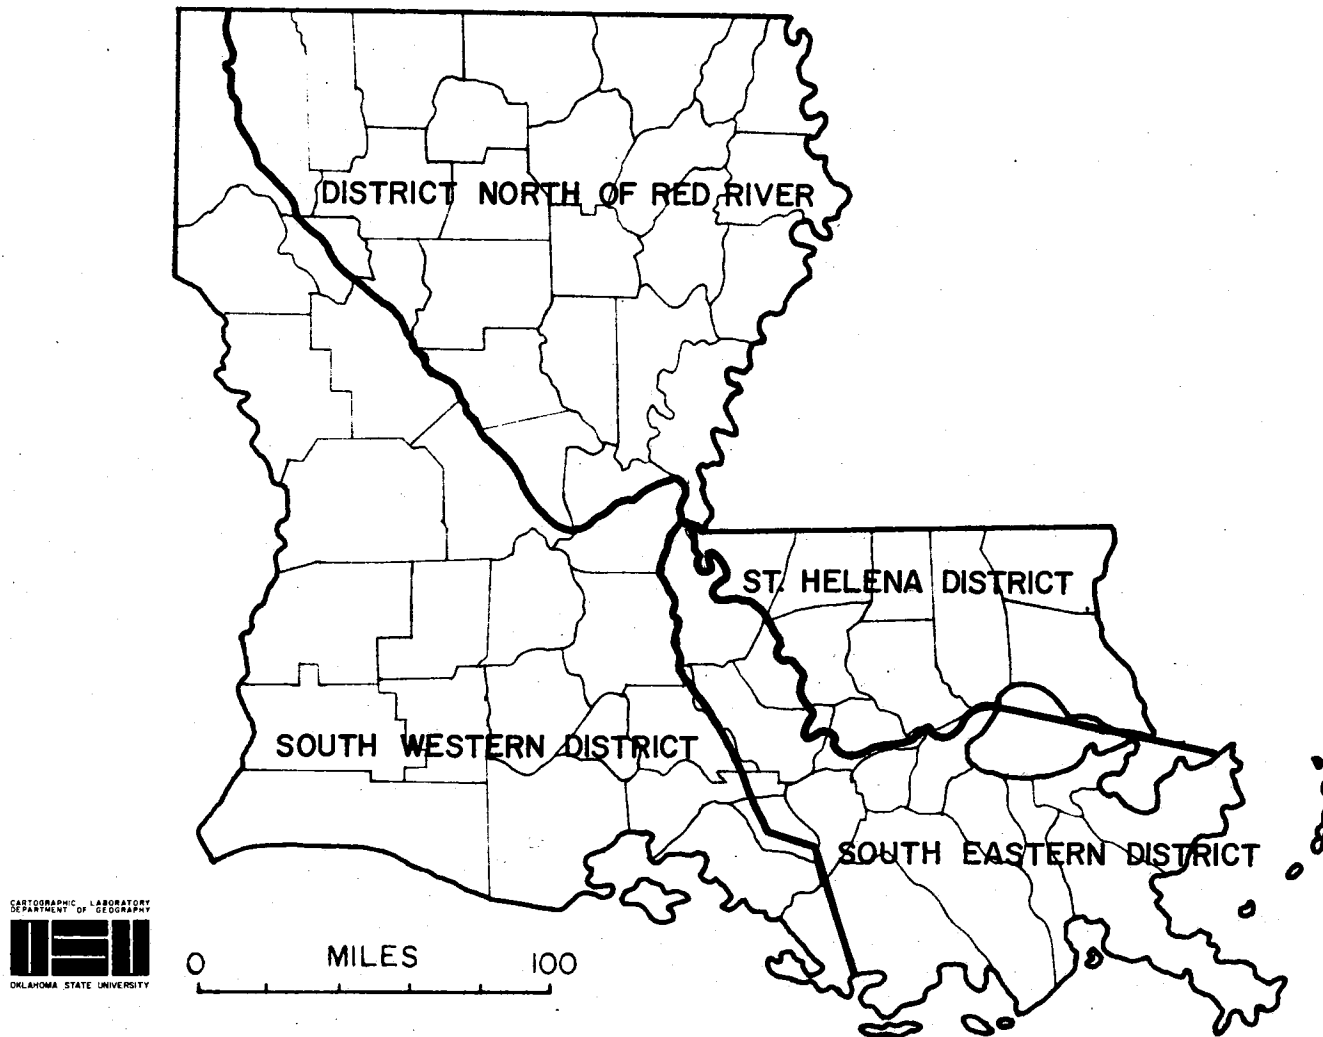 DISTRICT NORTH OF RED RIVER
ST. HELENA DISTRICT
SOUTH WESTERN DISTRICT
SOUTH EASTERN DISTRICT
CARTOGRAPHIC LABORATORY
DEPARTMENT OF GEOGRAPHY
OSU
OKLAHOMA STATE UNIVERSITY
0 MILES 100